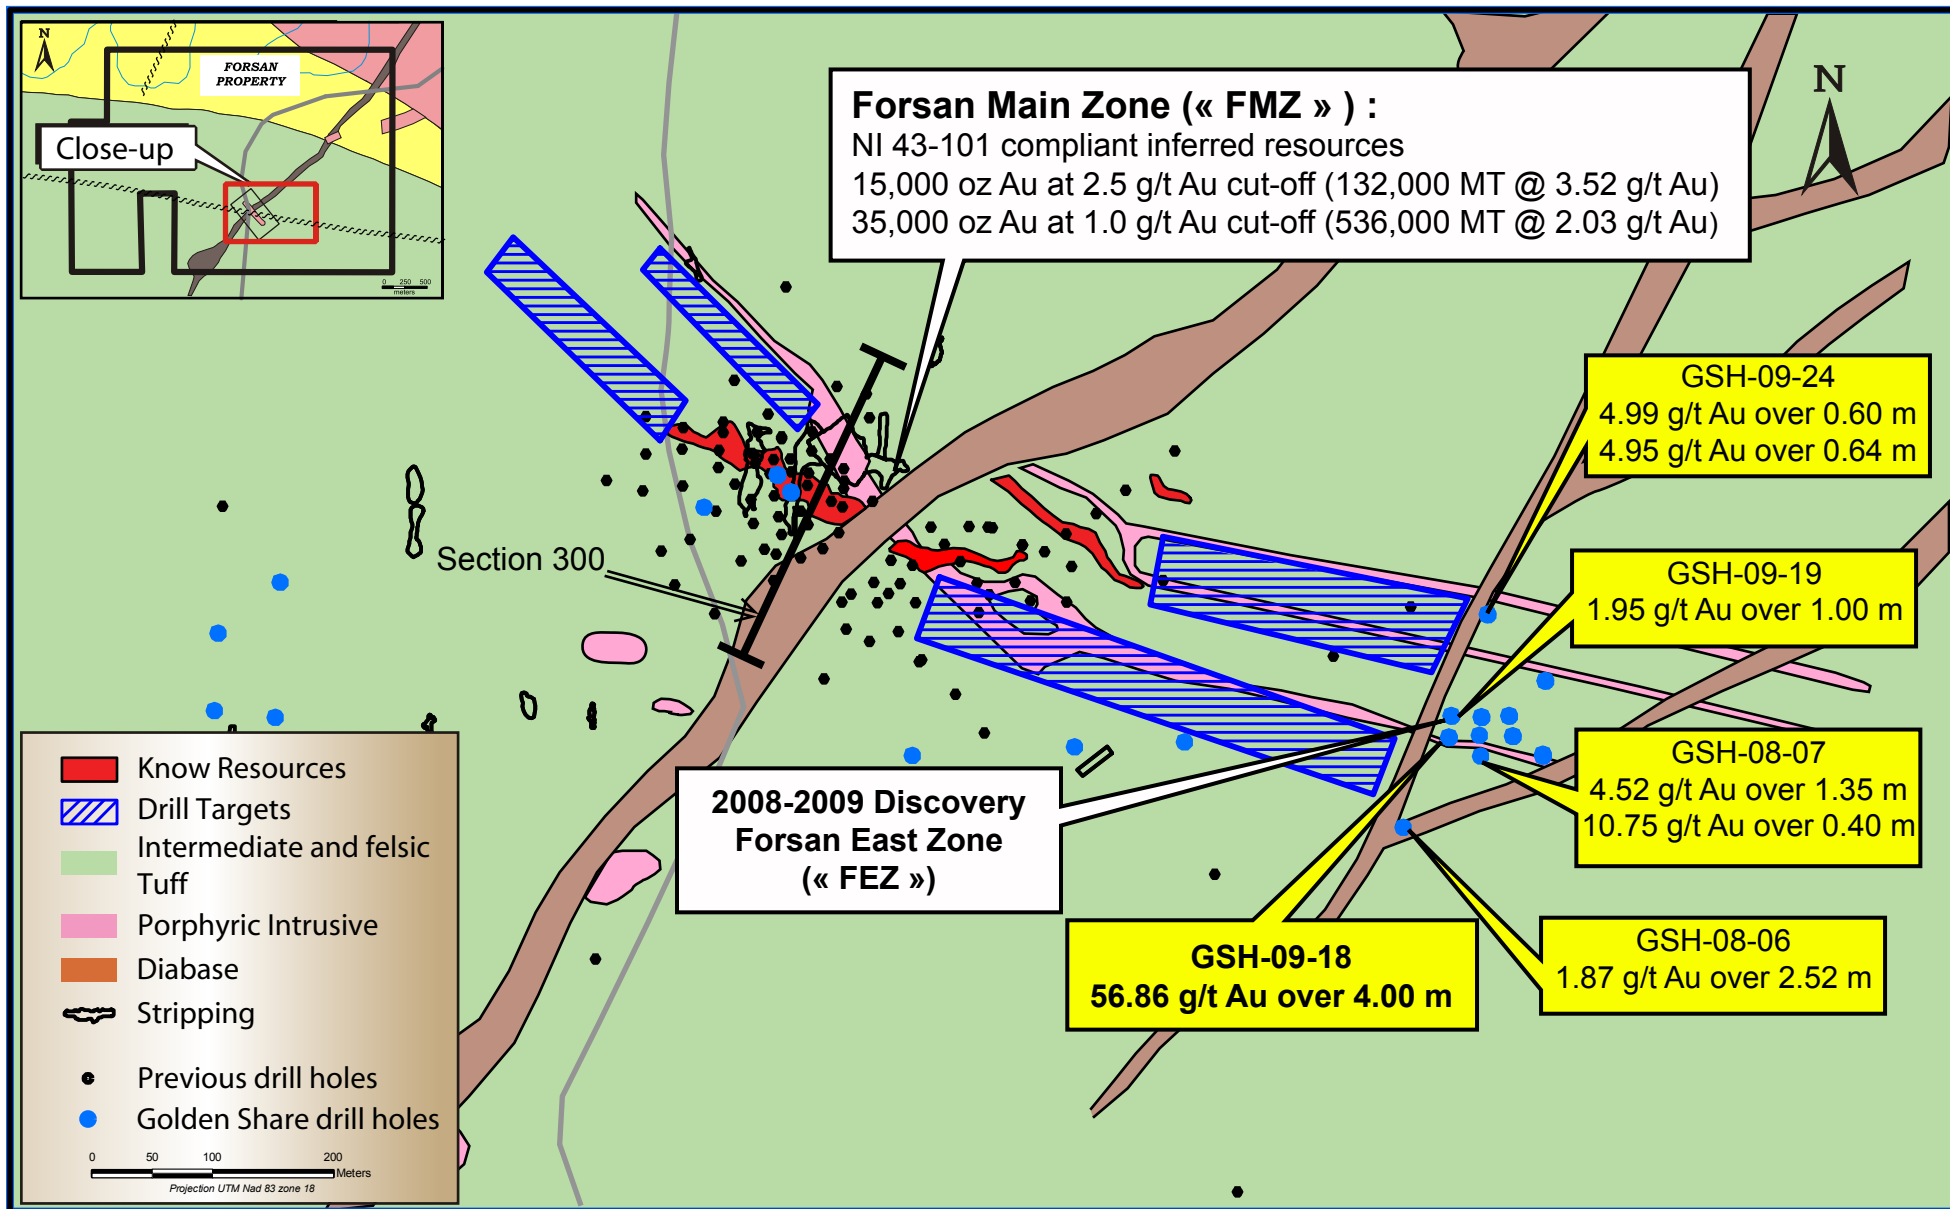 N
FORSAN
PROPERTY
Close-up
0 250 500
meters
Forsan Main Zone (« FMZ » ) :
NI 43-101 compliant inferred resources
15,000 oz Au at 2.5 g/t Au cut-off (132,000 MT @ 3.52 g/t Au)
35,000 oz Au at 1.0 g/t Au cut-off (536,000 MT @ 2.03 g/t Au)
N
GSH-09-24
4.99 g/t Au over 0.60 m
4.95 g/t Au over 0.64 m
Section 300
GSH-09-19
1.95 g/t Au over 1.00 m
GSH-08-07
4.52 g/t Au over 1.35 m
10.75 g/t Au over 0.40 m
2008-2009 Discovery
Forsan East Zone
(« FEZ »)
GSH-09-18
56.86 g/t Au over 4.00 m
GSH-08-06
1.87 g/t Au over 2.52 m
Know Resources
Drill Targets
Intermediate and felsic
Tuff
Porphyric Intrusive
Diabase
Stripping
Previous drill holes
Golden Share drill holes
0 50 100 200
Meters
Projection UTM Nad 83 zone 18